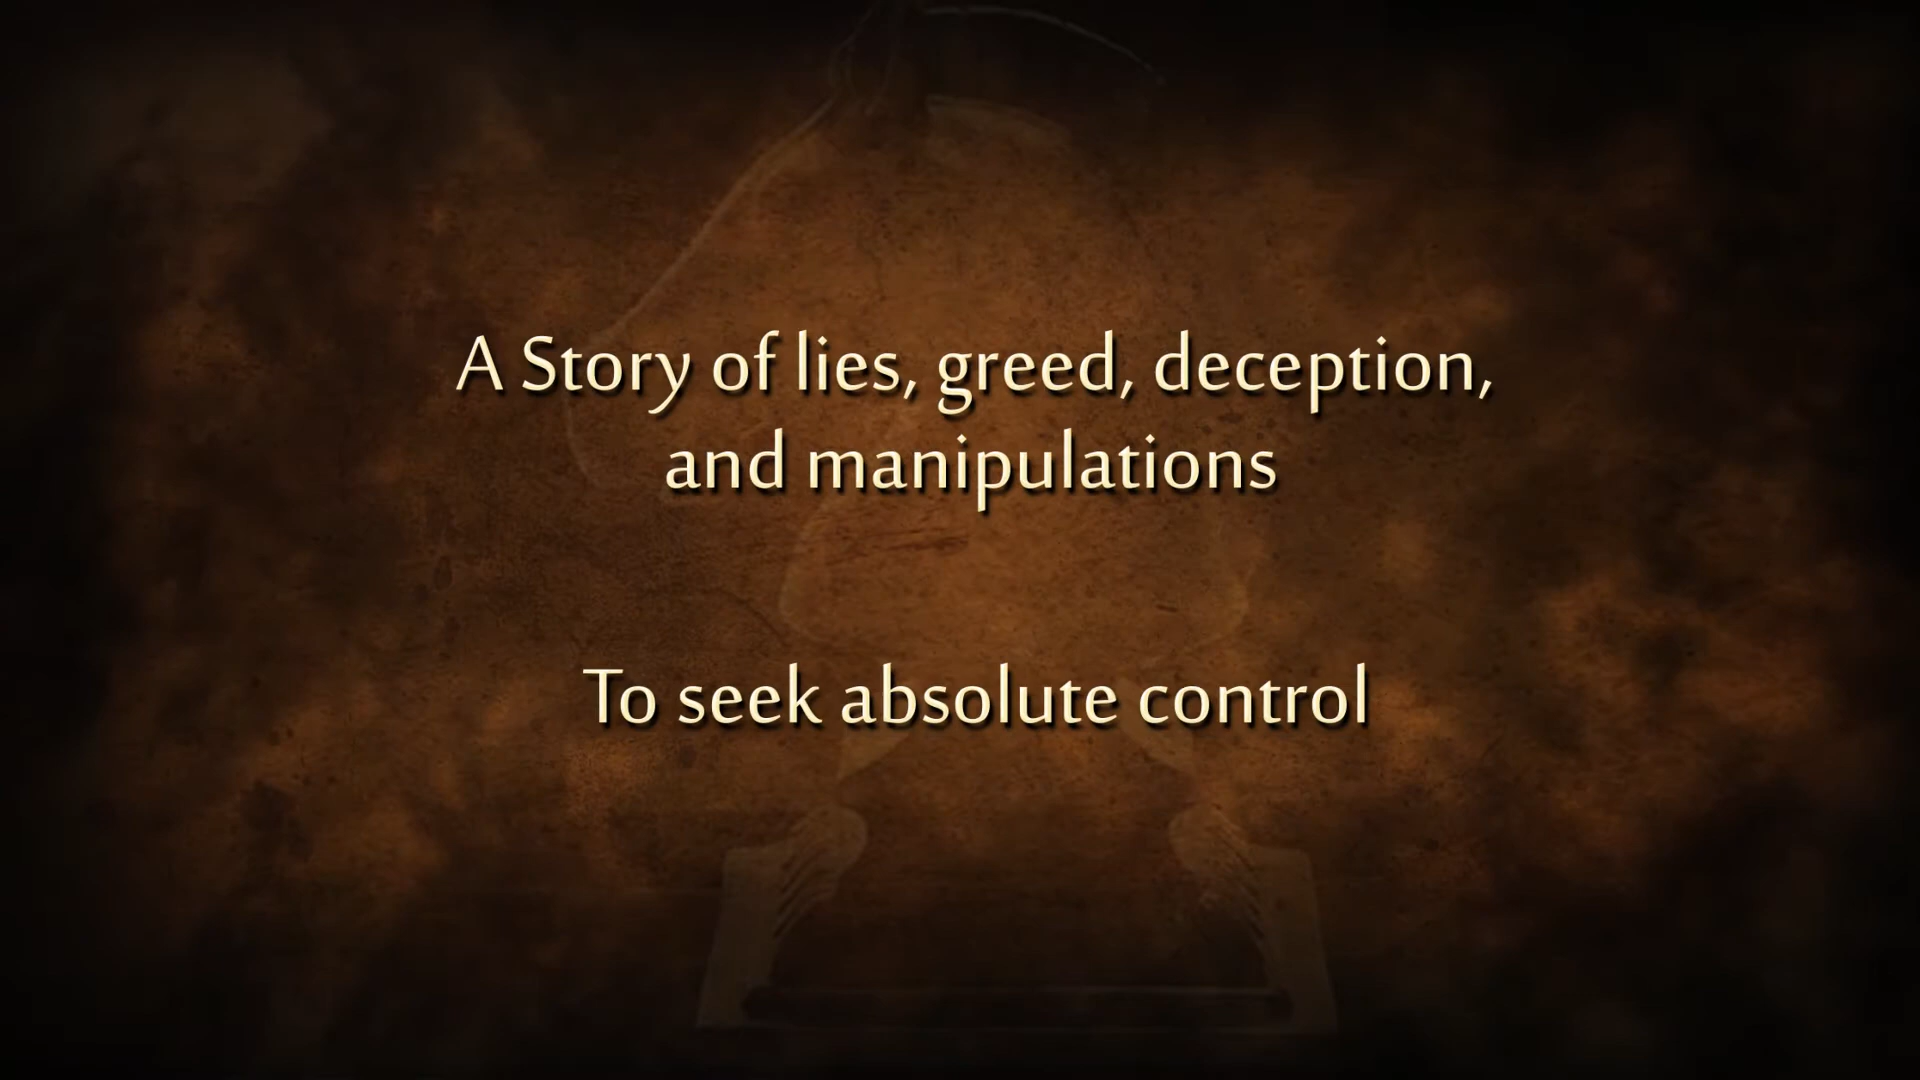 A Story of lies, greed, deception,
and manipulations
To seek absolute control